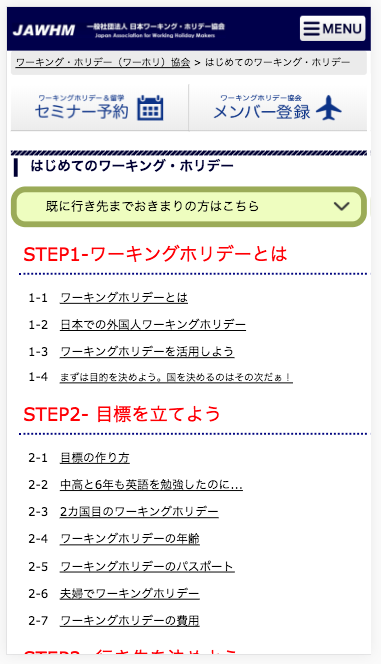 JAWHM 一般社団法人 日本ワーキング・ホリデー協会
Japan Association for Working Holiday Makers
MENU
ワーキング・ホリデー（ワーホリ）協会 > はじめてのワーキング・ホリデー
ワーキングホリデー&留学
セミナー予約
ワーキングホリデー協会
メンバー登録
はじめてのワーキング・ホリデー
既に行き先までおきまりの方はこちら
STEP1-ワーキングホリデーとは
1-1 ワーキングホリデーとは
1-2 日本での外国人ワーキングホリデー
1-3 ワーキングホリデーを活用しよう
1-4 まずは目的を決めよう。国を決めるのはその次だぁ！
STEP2- 目標を立てよう
2-1 目標の作り方
2-2 中高と6年も英語を勉強したのに...
2-3 2カ国目のワーキングホリデー
2-4 ワーキングホリデーの年齢
2-5 ワーキングホリデーのパスポート
2-6 夫婦でワーキングホリデー
2-7 ワーキングホリデーの費用
STEP3- 行き先を決めよう